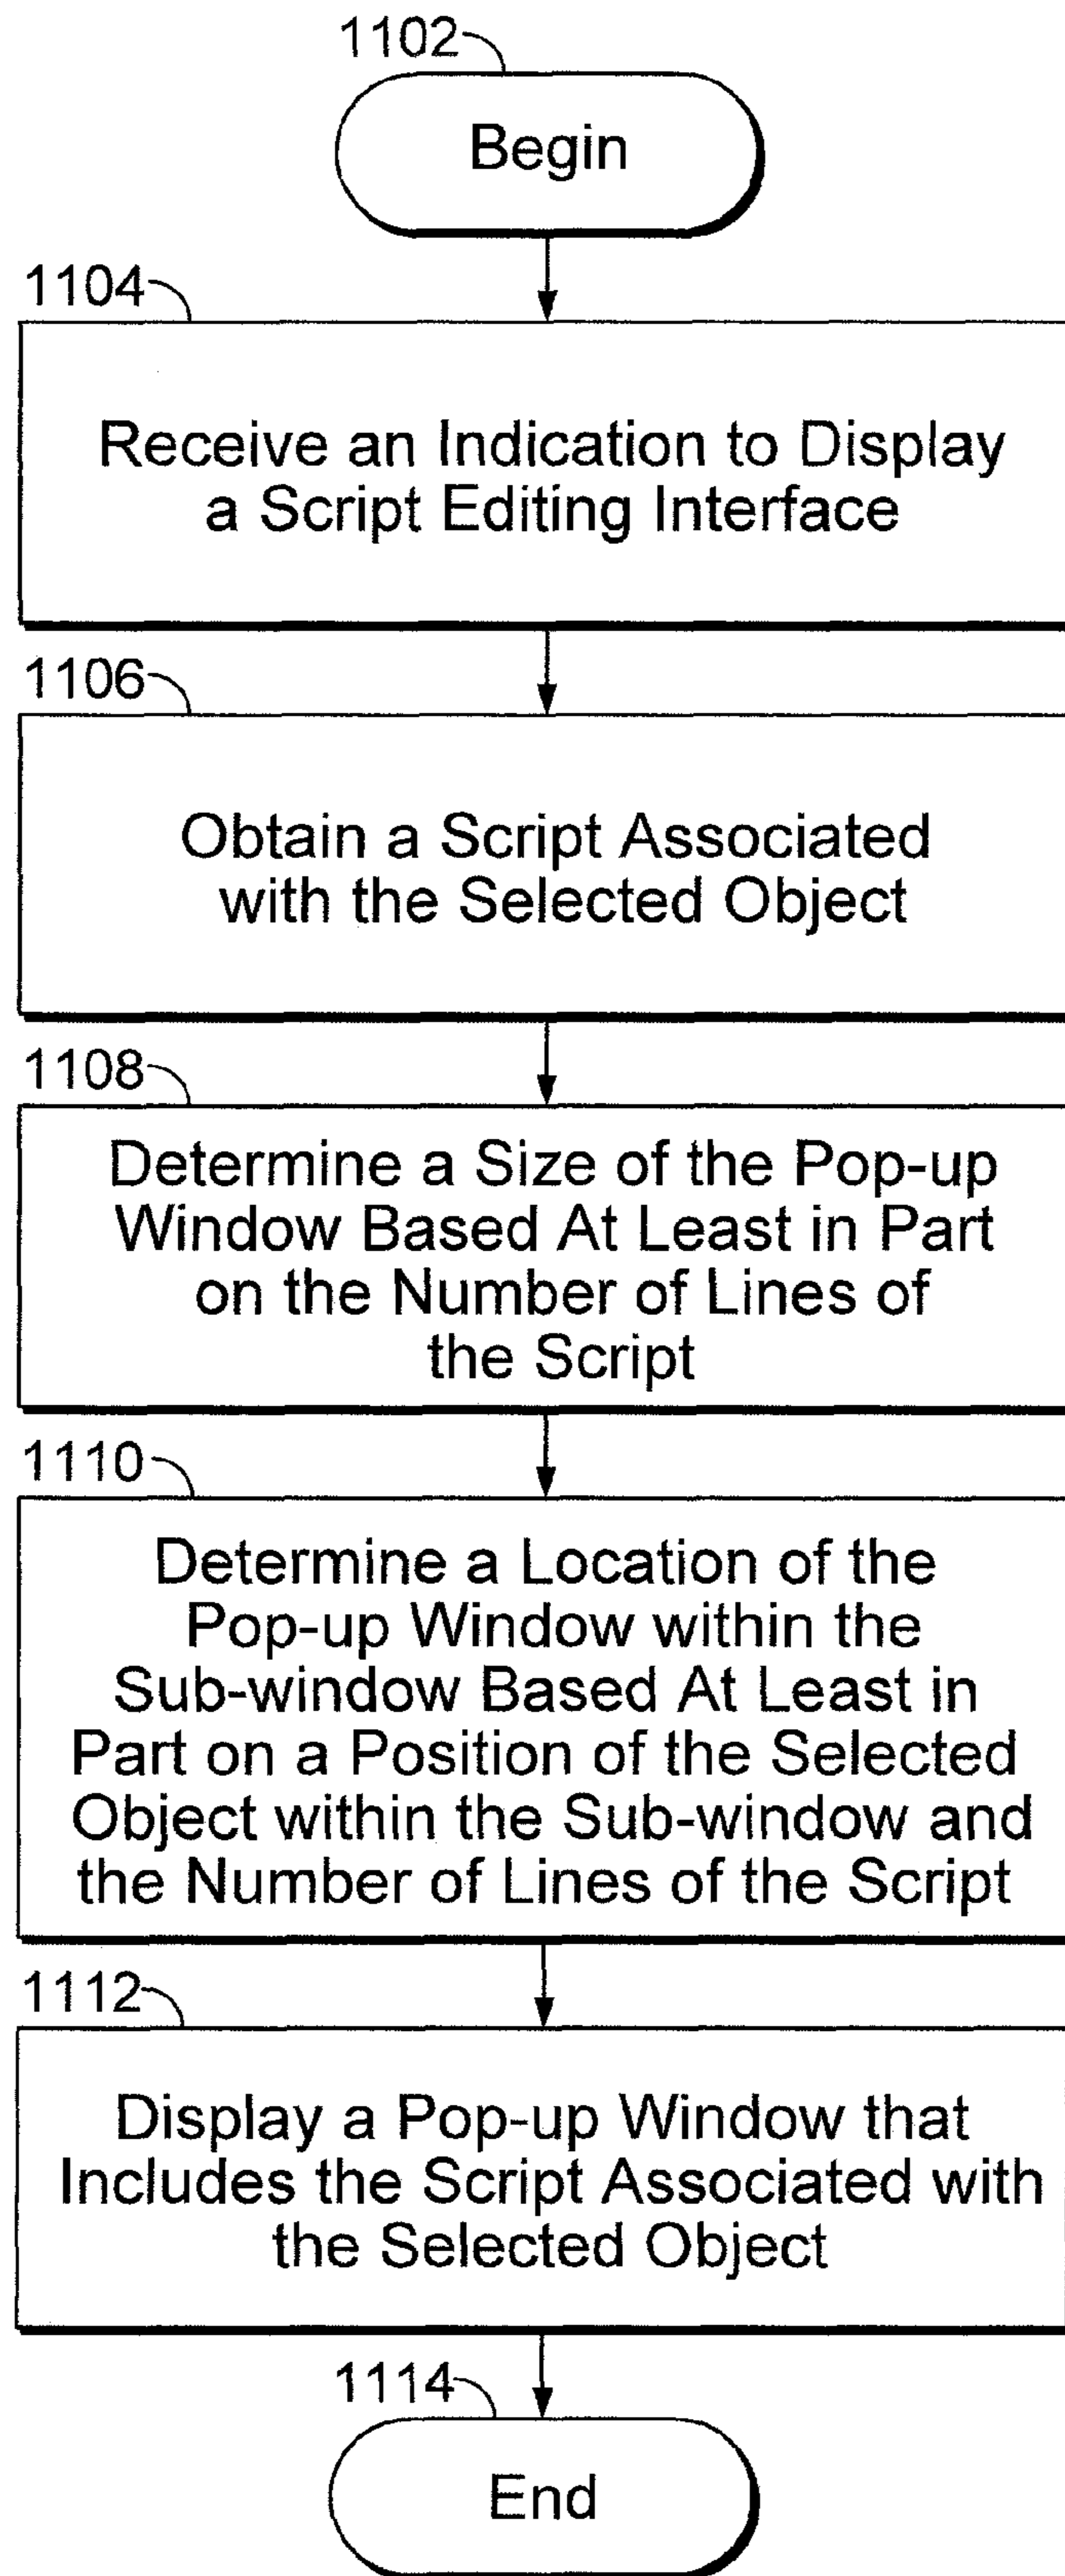 1102
Begin
1104
Receive an Indication to Display
a Script Editing Interface
1106
Obtain a Script Associated
with the Selected Object
1108
Determine a Size of the Pop-up
Window Based At Least in Part
on the Number of Lines of
the Script
1110
Determine a Location of the
Pop-up Window within the
Sub-window Based At Least in
Part on a Position of the Selected
Object within the Sub-window and
the Number of Lines of the Script
1112
Display a Pop-up Window that
Includes the Script Associated with
the Selected Object
1114
End